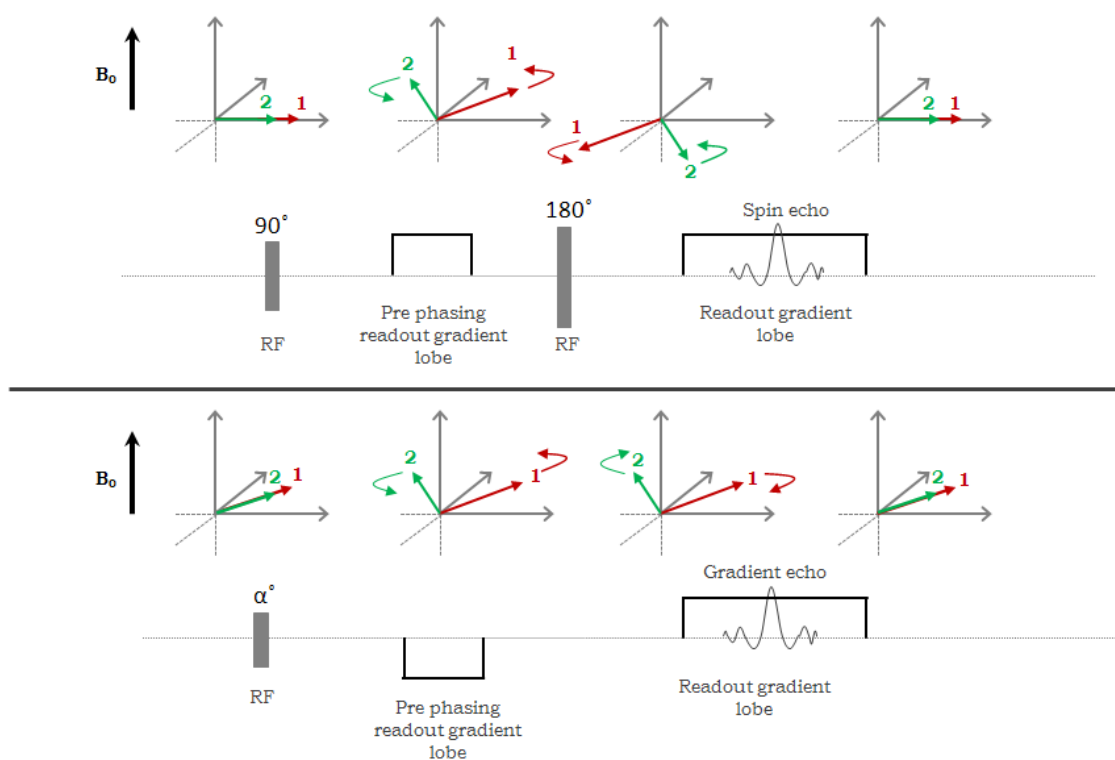 B₀
2 1
2 1
1 2
2 1
90°
180°
Spin echo
RF
Pre phasing
readout gradient
lobe
RF
Readout gradient
lobe
B₀
2 1
2 1
2 1
2 1
α°
Gradient echo
RF
Pre phasing
readout gradient
lobe
Readout gradient
lobe